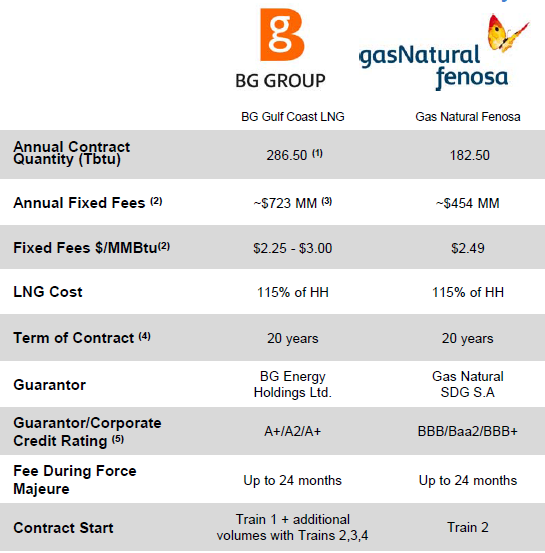 BG GROUP
gasNatural
fenosa
BG Gulf Coast LNG Gas Natural Fenosa
Annual Contract
Quantity (Tbtu) 286.50 (1) 182.50
Annual Fixed Fees (2) ~$723 MM (3) ~$454 MM
Fixed Fees $/MMBtu(2) $2.25 - $3.00 $2.49
LNG Cost 115% of HH 115% of HH
Term of Contract (4) 20 years 20 years
Guarantor BG Energy
Holdings Ltd. Gas Natural
SDG S.A
Guarantor/Corporate
Credit Rating (5) A+/A2/A+ BBB/Baa2/BBB+
Fee During Force
Majeure Up to 24 months Up to 24 months
Contract Start Train 1 + additional
volumes with Trains 2,3,4 Train 2